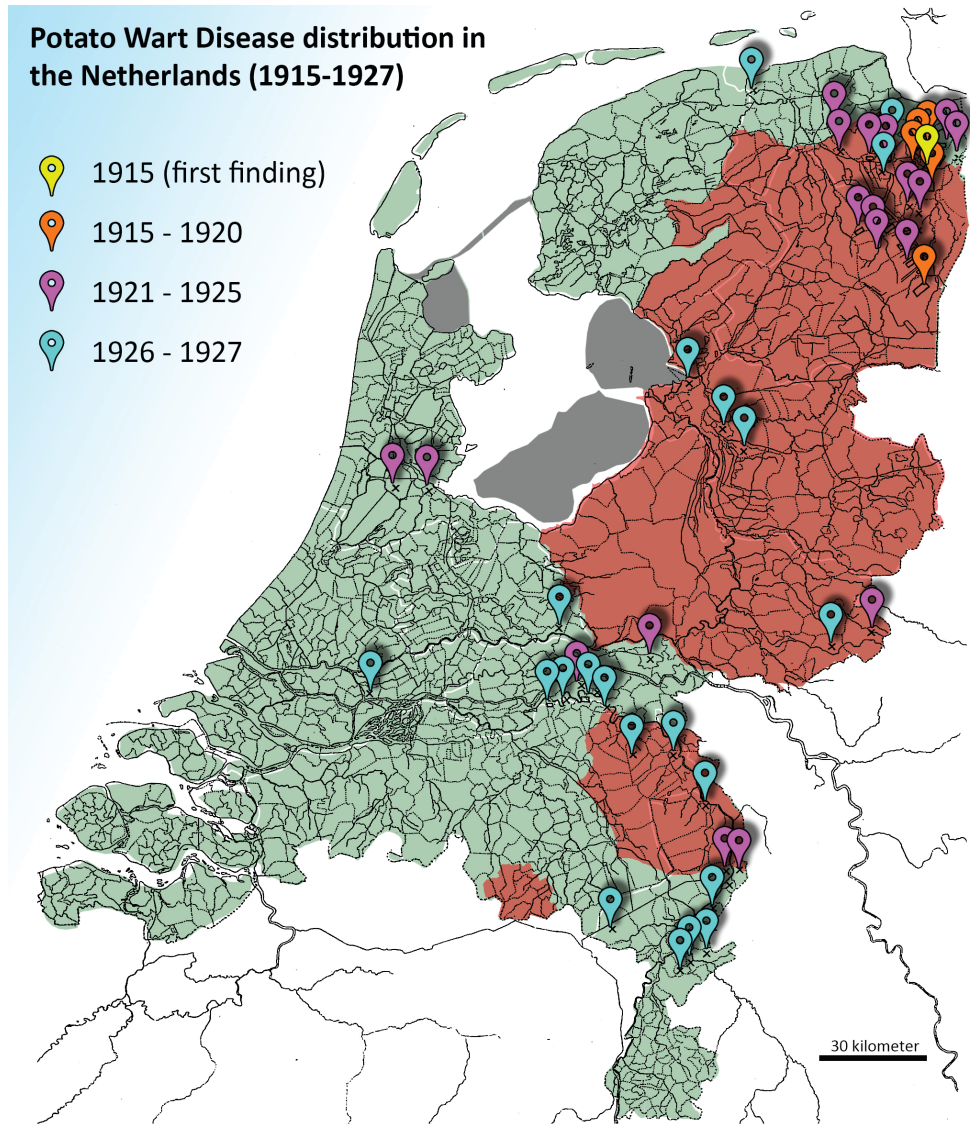 Potato Wart Disease distribution in
the Netherlands (1915-1927)
1915 (first finding)
1915 - 1920
1921 - 1925
1926 - 1927
30 kilometer